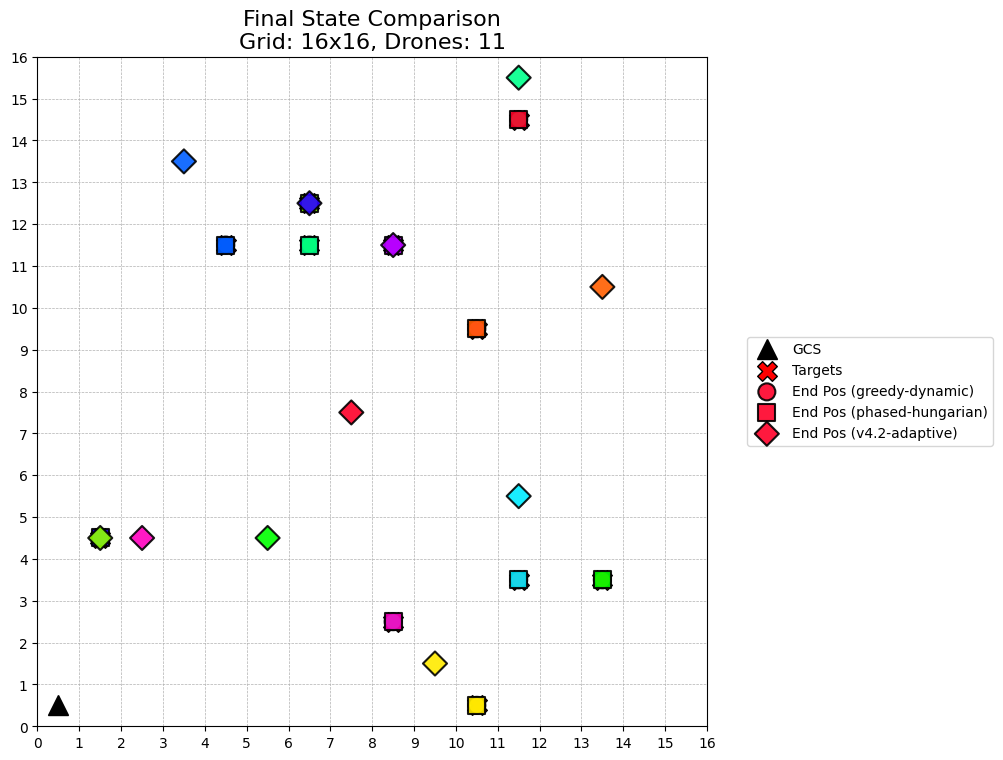 Final State Comparison
Grid: 16x16, Drones: 11
16
15
14
13
12
11
10
9
8
7
6
5
4
3
2
1
0
0 1 2 3 4 5 6 7 8 9 10 11 12 13 14 15 16
GCS
Targets
End Pos (greedy-dynamic)
End Pos (phased-hungarian)
End Pos (v4.2-adaptive)